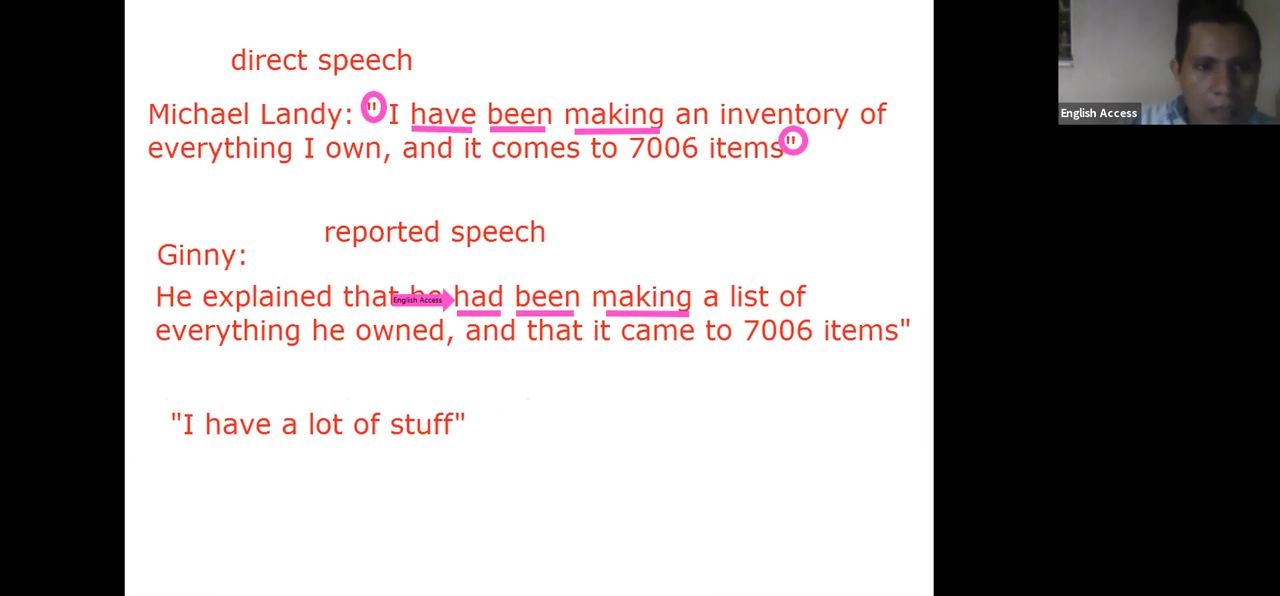 direct speech
Michael Landy: " I have been making an inventory of
everything I own, and it comes to 7006 items"
reported speech
Ginny:
He explained that he had been making a list of
everything he owned, and that it came to 7006 items"
"I have a lot of stuff"
English Access
English Access